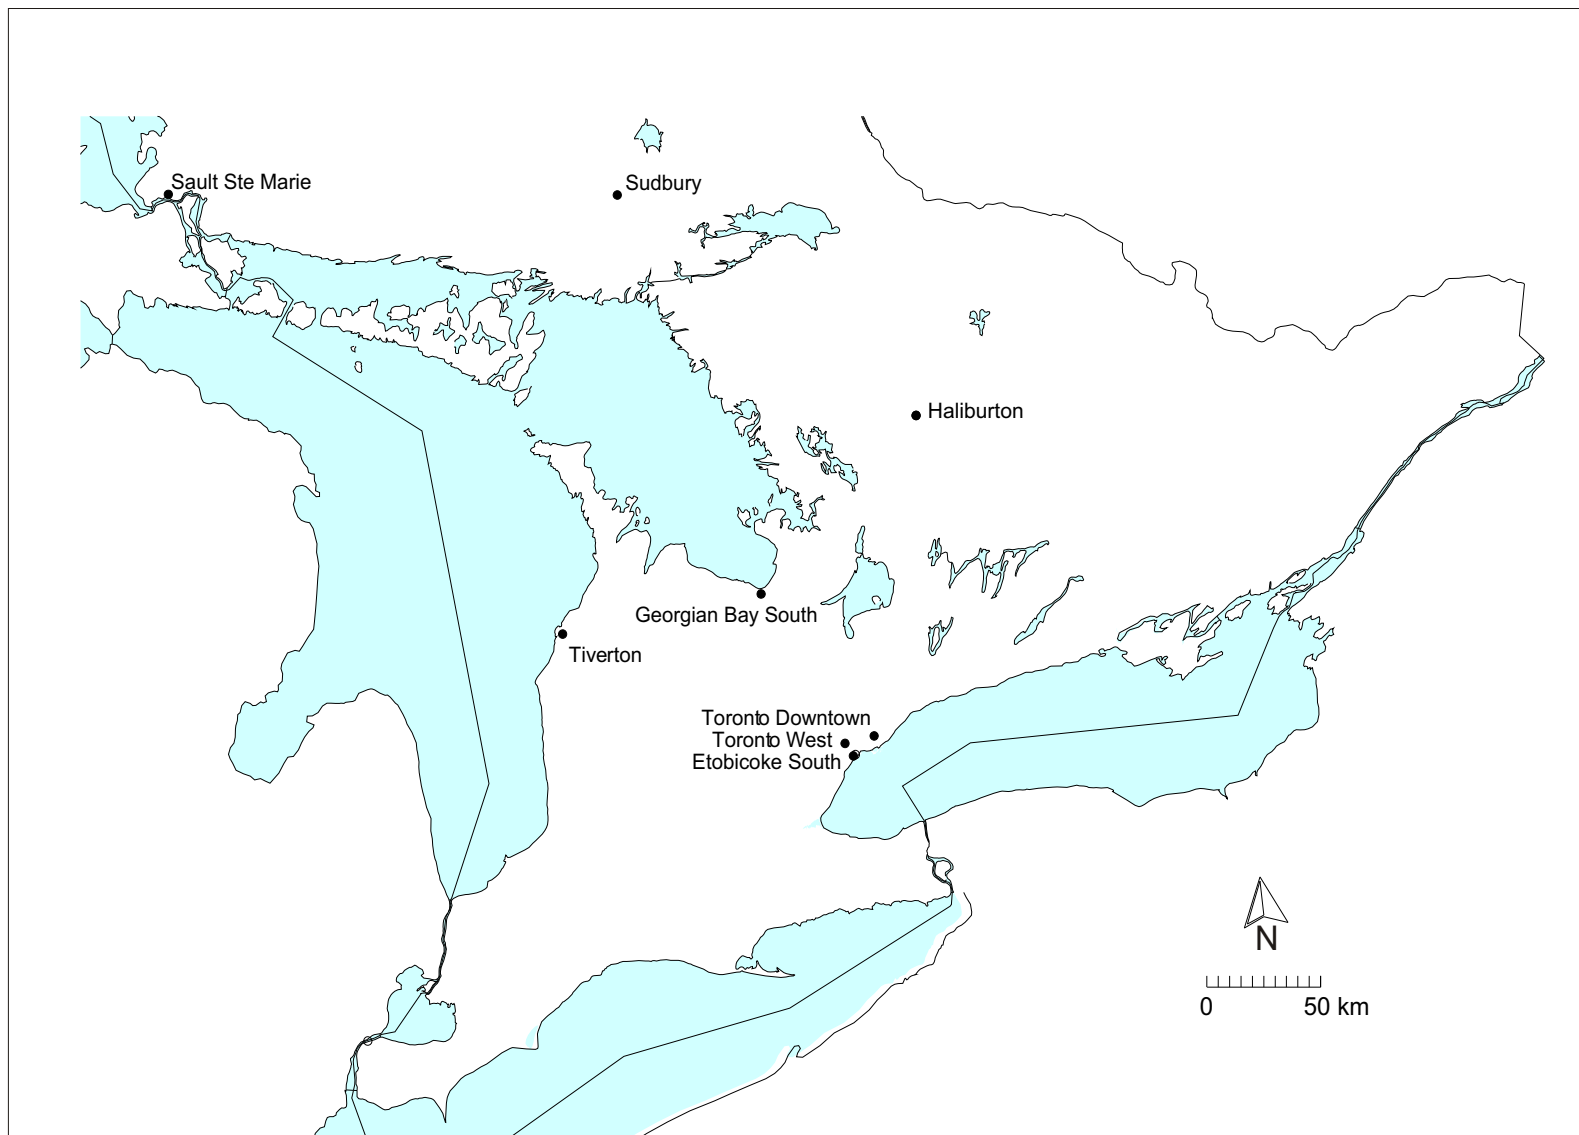 Sault Ste Marie
Sudbury
Haliburton
Georgian Bay South
Tiverton
Toronto Downtown
Toronto West
Etobicoke South
N
0 50 km